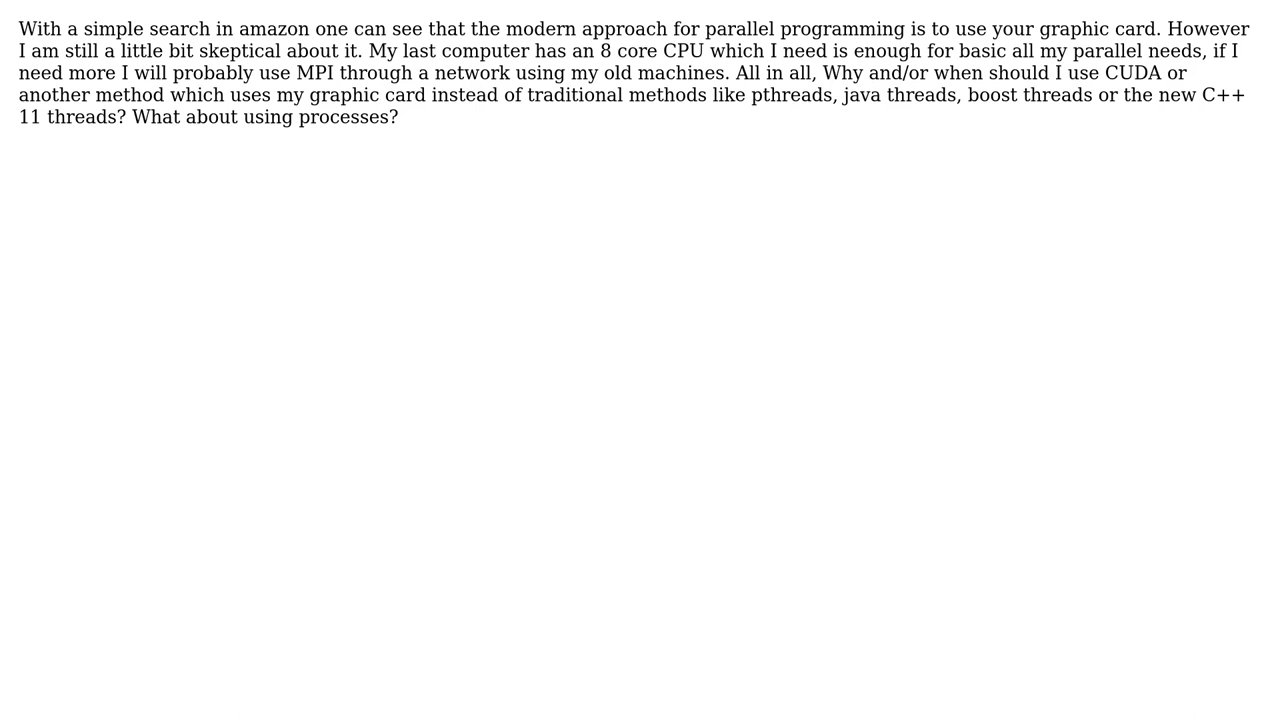 With a simple search in amazon one can see that the modern approach for parallel programming is to use your graphic card. However
I am still a little bit skeptical about it. My last computer has an 8 core CPU which I need is enough for basic all my parallel needs, if I
need more I will probably use MPI through a network using my old machines. All in all, Why and/or when should I use CUDA or
another method which uses my graphic card instead of traditional methods like pthreads, java threads, boost threads or the new C++
11 threads? What about using processes?